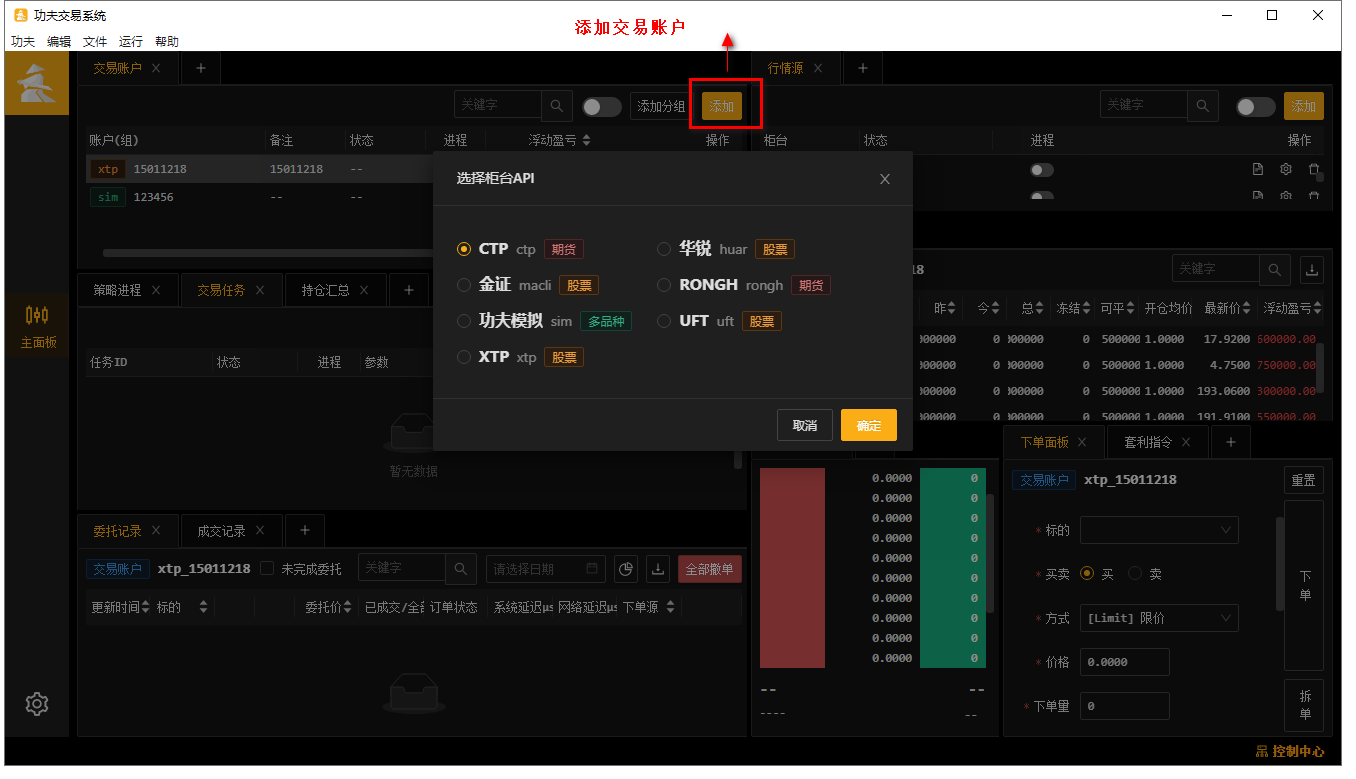 功夫交易系统
添加交易账户
功夫 编辑 文件 运行 帮助
交易账户
行情源
关键字 添加分组 添加
关键字 添加
账户(组) 备注 状态 进程 浮动盈亏 操作
柜台 状态 进程 操作
xtp 15011218 15011218 --
sim 123456 -- --
选择柜台API
CTP ctp 期货
华锐 huar 股票
金证 macli 股票
RONGH rongh 期货
功夫模拟 sim 多品种
UFT uft 股票
XTP xtp 股票
取消 确定
主面板
策略进程 交易任务 持仓汇总
任务ID 状态 进程 参数
暂无数据
18 关键字
昨 今 总 冻结 可平 开仓均价 最新价 浮动盈亏
000000 0 000000 0 500000 1.0000 17.9200 600000.00
000000 0 000000 0 500000 1.0000 4.7500 750000.00
000000 0 000000 0 500000 1.0000 193.0600 300000.00
000000 0 000000 0 500000 1.0000 191.9100 550000.00
委托记录 成交记录
交易账户 xtp_15011218 未完成委托 关键字 请选择日期 全部撤单
更新时间 标的 委托价 已成交/全 订单状态 系统延迟μs 网络延迟μs 下单源
0.0000 0
0.0000 0
0.0000 0
0.0000 0
0.0000 0
0.0000 0
0.0000 0
0.0000 0
0.0000 0
0.0000 0
-- --
---- --
下单面板 套利指令
交易账户 xtp_15011218 重置
* 标的
* 买卖 买 卖
* 方式 [Limit] 限价
* 价格 0.0000
* 下单量 0
下单
拆单
控制中心